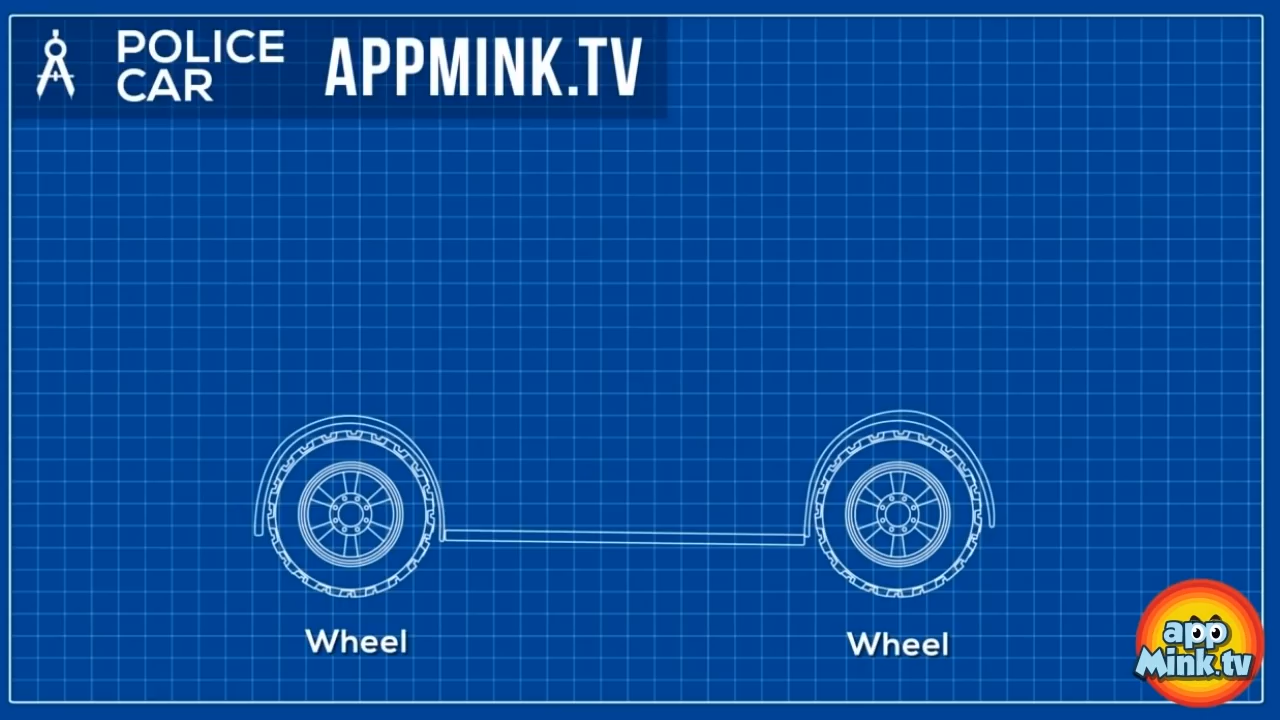 POLICE
CAR
APPMINK.TV
Wheel
Wheel
app
Mink.tv